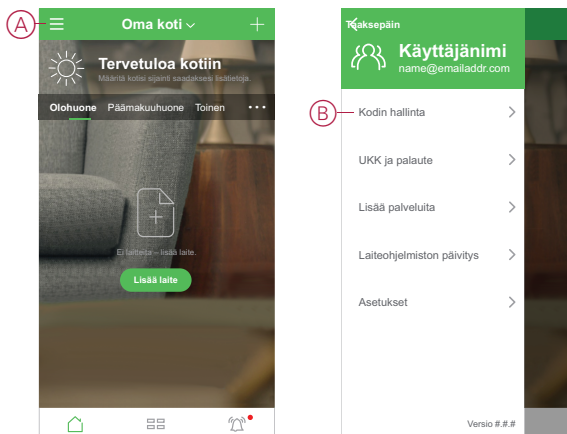 A
Oma koti
Tervetuloa kotiin
Määritä kotisi sijainti saadaksesi lisätietoja.
Olohuone Päämakuuhuone Toinen ...
Ei laitteita – lisää laite.
Lisää laite
Taaksepäin
Käyttäjänimi
name@emailaddr.com
B
Kodin hallinta
UKK ja palaute
Lisää palveluita
Laiteohjelmiston päivitys
Asetukset
Versio #.#.#